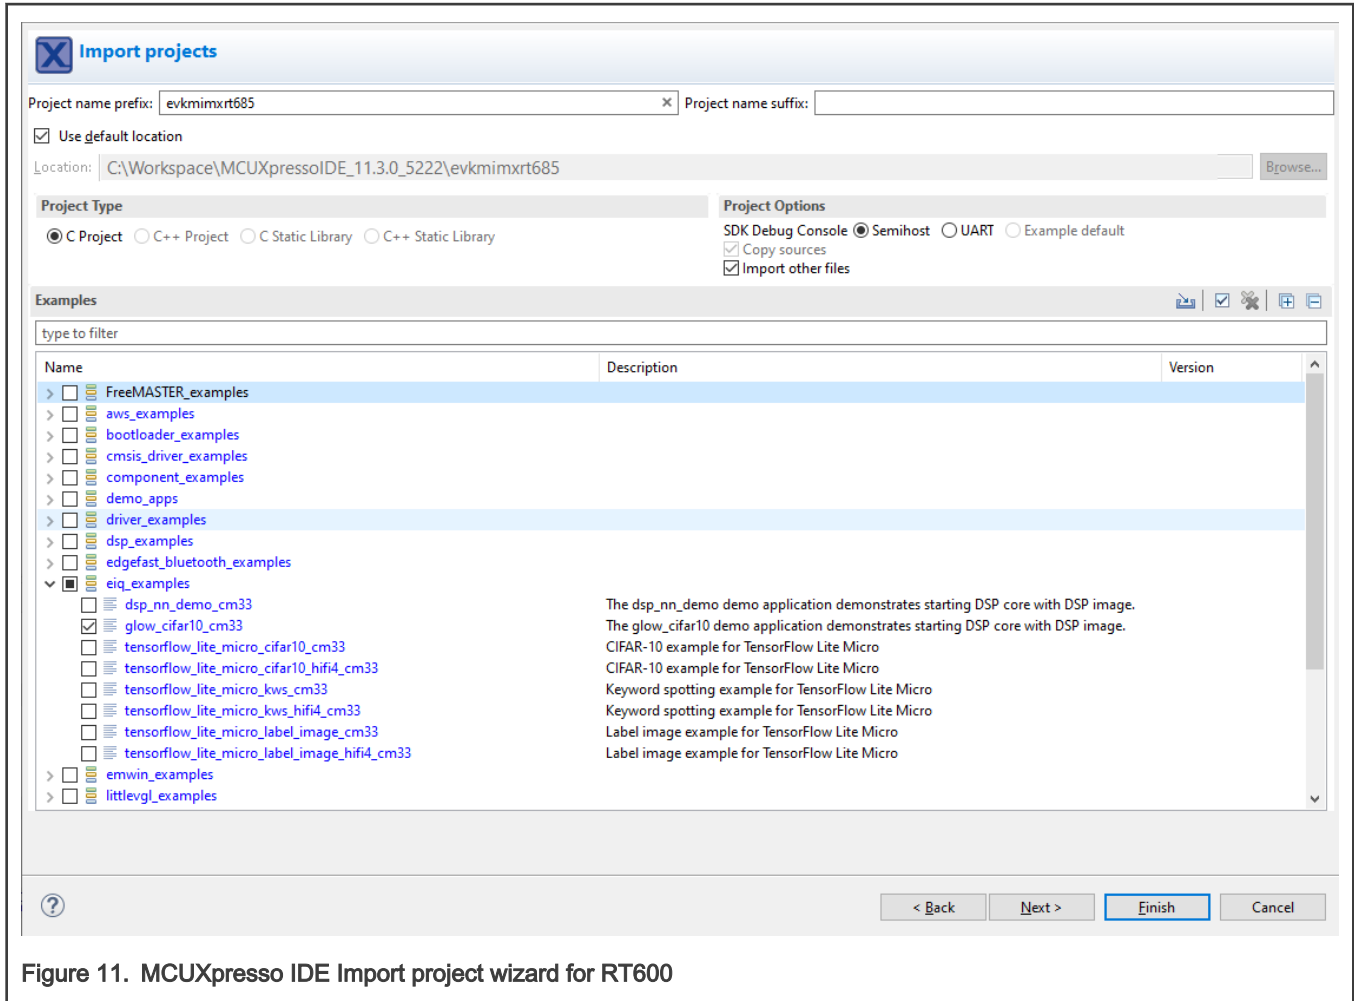 Import projects
Project name prefix: evkmimxrt685 Project name suffix:
Use default location
Location: C:\Workspace\MCUXpressoIDE_11.3.0_5222\evkmimxrt685 Browse...
Project Type Project Options
C Project C++ Project C Static Library C++ Static Library SDK Debug Console Semihost UART Example default
Copy sources
Import other files
Examples
type to filter
Name Description Version
FreeMASTER_examples
aws_examples
bootloader_examples
cmsis_driver_examples
component_examples
demo_apps
driver_examples
dsp_examples
edgefast_bluetooth_examples
eiq_examples
dsp_nn_demo_cm33 The dsp_nn_demo demo application demonstrates starting DSP core with DSP image.
glow_cifar10_cm33 The glow_cifar10 demo application demonstrates starting DSP core with DSP image.
tensorflow_lite_micro_cifar10_cm33 CIFAR-10 example for TensorFlow Lite Micro
tensorflow_lite_micro_cifar10_hifi4_cm33 CIFAR-10 example for TensorFlow Lite Micro
tensorflow_lite_micro_kws_cm33 Keyword spotting example for TensorFlow Lite Micro
tensorflow_lite_micro_kws_hifi4_cm33 Keyword spotting example for TensorFlow Lite Micro
tensorflow_lite_micro_label_image_cm33 Label image example for TensorFlow Lite Micro
tensorflow_lite_micro_label_image_hifi4_cm33 Label image example for TensorFlow Lite Micro
emwin_examples
littlevgl_examples
< Back Next > Finish Cancel
Figure 11. MCUXpresso IDE Import project wizard for RT600